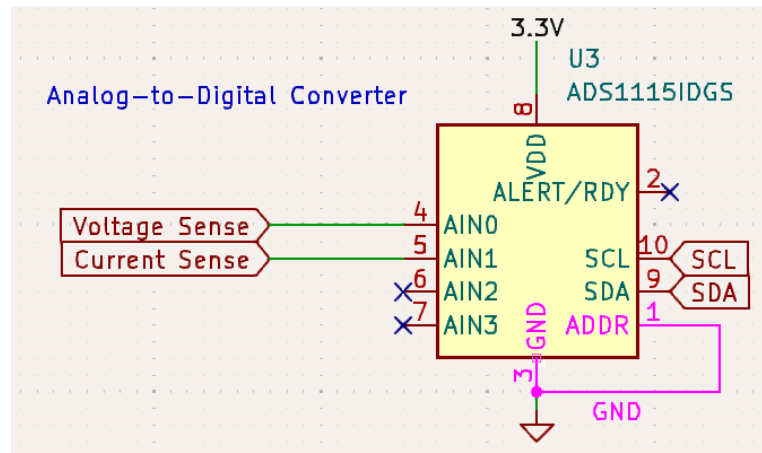 3.3V
U3
ADS1115IDGS
Analog-to-Digital Converter
8
VDD
ALERT/RDY
2
Voltage Sense
4
AIN0
Current Sense
5
AIN1
SCL
10
SCL
6
AIN2
SDA
9
SDA
7
AIN3
GND
ADDR
1
3
GND